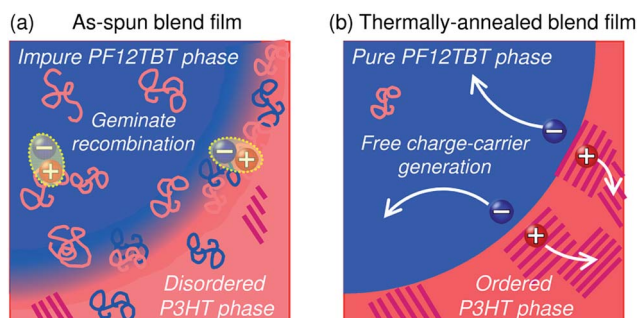 (a) As-spun blend film
Impure PF12TBT phase
Geminate
recombination
−
+
−
+
Disordered
P3HT phase
(b) Thermally-annealed blend film
Pure PF12TBT phase
Free charge-carrier
generation
−
+
−
+
Ordered
P3HT phase